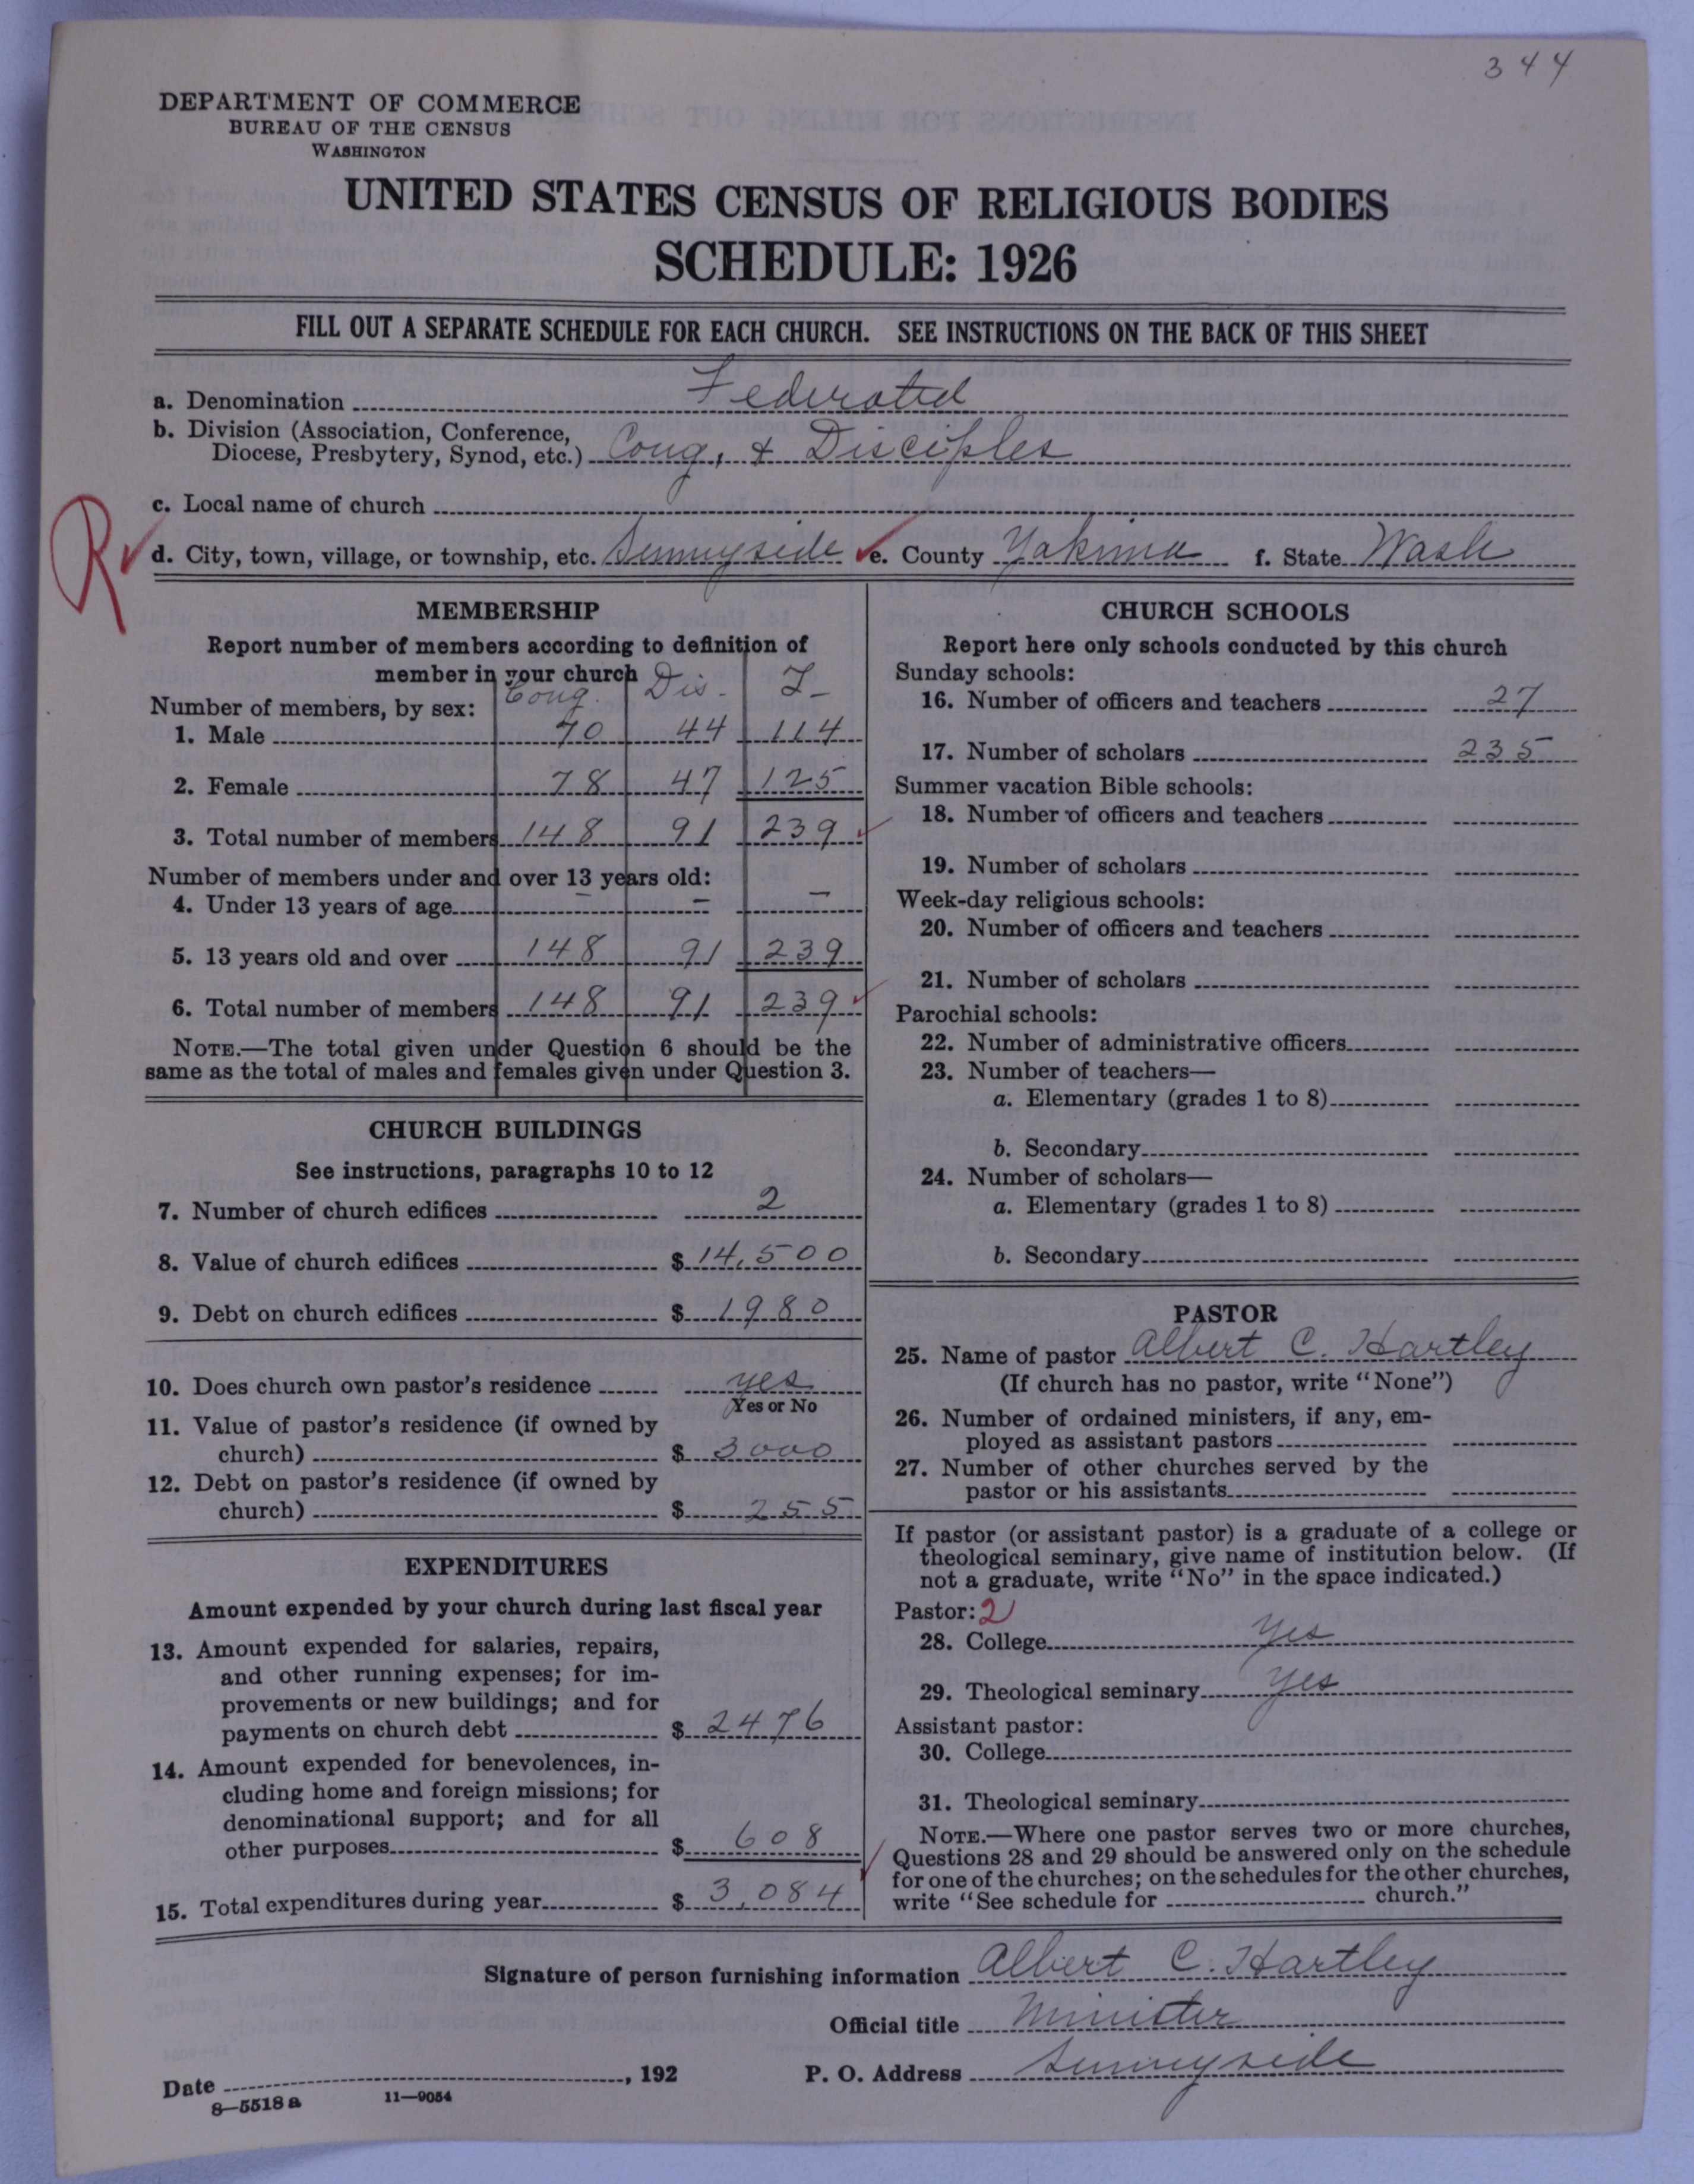 344
DEPARTMENT OF COMMERCE
BUREAU OF THE CENSUS
WASHINGTON
UNITED STATES CENSUS OF RELIGIOUS BODIES
SCHEDULE: 1926
FILL OUT A SEPARATE SCHEDULE FOR EACH CHURCH. SEE INSTRUCTIONS ON THE BACK OF THIS SHEET
a. Denomination Federated
b. Division (Association, Conference,
Diocese, Presbytery, Synod, etc.) Cong. & Disciples
c. Local name of church
R d. City, town, village, or township, etc. Sunnyside e. County Yakima f. State Wash
MEMBERSHIP
Report number of members according to definition of
member in your church
Cong. Dis- T-
Number of members, by sex:
1. Male 70 44 114
2. Female 78 47 125
3. Total number of members 148 91 239
Number of members under and over 13 years old:
4. Under 13 years of age - - -
5. 13 years old and over 148 91 239
6. Total number of members 148 91 239
NOTE.—The total given under Question 6 should be the
same as the total of males and females given under Question 3.
CHURCH BUILDINGS
See instructions, paragraphs 10 to 12
7. Number of church edifices 2
8. Value of church edifices $ 14,500
9. Debt on church edifices $ 1980
10. Does church own pastor's residence yes
Yes or No
11. Value of pastor's residence (if owned by
church) $ 3000
12. Debt on pastor's residence (if owned by
church) $ 255
EXPENDITURES
Amount expended by your church during last fiscal year
13. Amount expended for salaries, repairs,
and other running expenses; for im-
provements or new buildings; and for
payments on church debt $ 2476
14. Amount expended for benevolences, in-
cluding home and foreign missions; for
denominational support; and for all
other purposes $ 608
15. Total expenditures during year $ 3,084
CHURCH SCHOOLS
Report here only schools conducted by this church
Sunday schools:
16. Number of officers and teachers 27
17. Number of scholars 235
Summer vacation Bible schools:
18. Number of officers and teachers
19. Number of scholars
Week-day religious schools:
20. Number of officers and teachers
21. Number of scholars
Parochial schools:
22. Number of administrative officers
23. Number of teachers—
a. Elementary (grades 1 to 8)
b. Secondary
24. Number of scholars—
a. Elementary (grades 1 to 8)
b. Secondary
PASTOR
25. Name of pastor Albert C. Hartley
(If church has no pastor, write "None")
26. Number of ordained ministers, if any, em-
ployed as assistant pastors
27. Number of other churches served by the
pastor or his assistants
If pastor (or assistant pastor) is a graduate of a college or
theological seminary, give name of institution below. (If
not a graduate, write "No" in the space indicated.)
Pastor: 2
28. College yes
29. Theological seminary yes
Assistant pastor:
30. College
31. Theological seminary
NOTE.—Where one pastor serves two or more churches,
Questions 28 and 29 should be answered only on the schedule
for one of the churches; on the schedules for the other churches,
write "See schedule for church."
Signature of person furnishing information Albert C. Hartley
Official title Minister
Date , 192 P. O. Address Sunnyside
8—5518a 11—9054